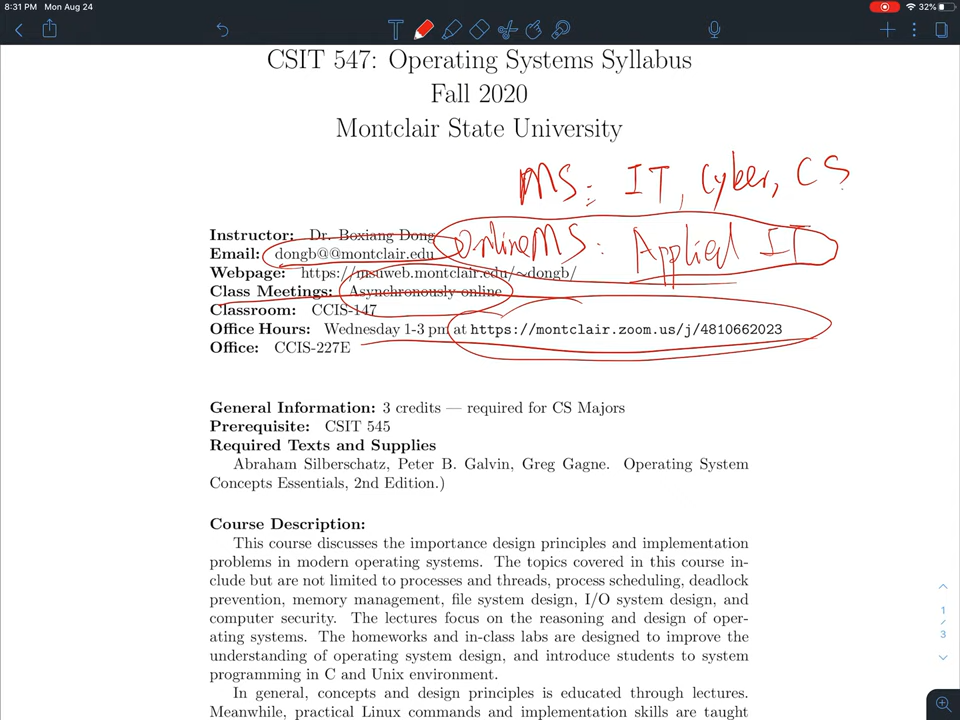 8:31 PM Mon Aug 24
32%
CSIT 547: Operating Systems Syllabus
Fall 2020
Montclair State University
MS: IT, Cyber, CS
Instructor: Dr. Boxiang Dong
Online MS: Applied IT
Email: dongb@@montclair.edu
Webpage: https://msuweb.montclair.edu/~dongb/
Class Meetings: Asynchronously online
Classroom: CCIS-147
Office Hours: Wednesday 1-3 pm at https://montclair.zoom.us/j/4810662023
Office: CCIS-227E
General Information: 3 credits — required for CS Majors
Prerequisite: CSIT 545
Required Texts and Supplies
Abraham Silberschatz, Peter B. Galvin, Greg Gagne. Operating System
Concepts Essentials, 2nd Edition.)
Course Description:
This course discusses the importance design principles and implementation
problems in modern operating systems. The topics covered in this course in-
clude but are not limited to processes and threads, process scheduling, deadlock
prevention, memory management, file system design, I/O system design, and
computer security. The lectures focus on the reasoning and design of oper-
ating systems. The homeworks and in-class labs are designed to improve the
understanding of operating system design, and introduce students to system
programming in C and Unix environment.
In general, concepts and design principles is educated through lectures.
Meanwhile, practical Linux commands and implementation skills are taught
1
/
3